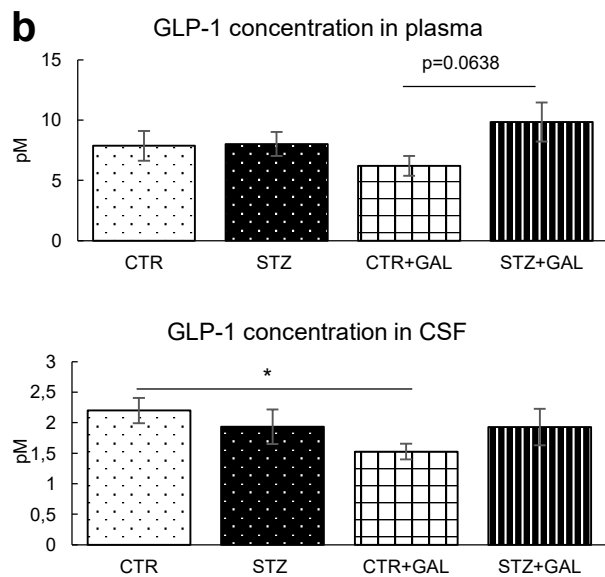 b
GLP-1 concentration in plasma
p=0.0638
15
10
5
0
pM
CTR STZ CTR+GAL STZ+GAL
GLP-1 concentration in CSF
*
3
2,5
2
1,5
1
0,5
0
pM
CTR STZ CTR+GAL STZ+GAL